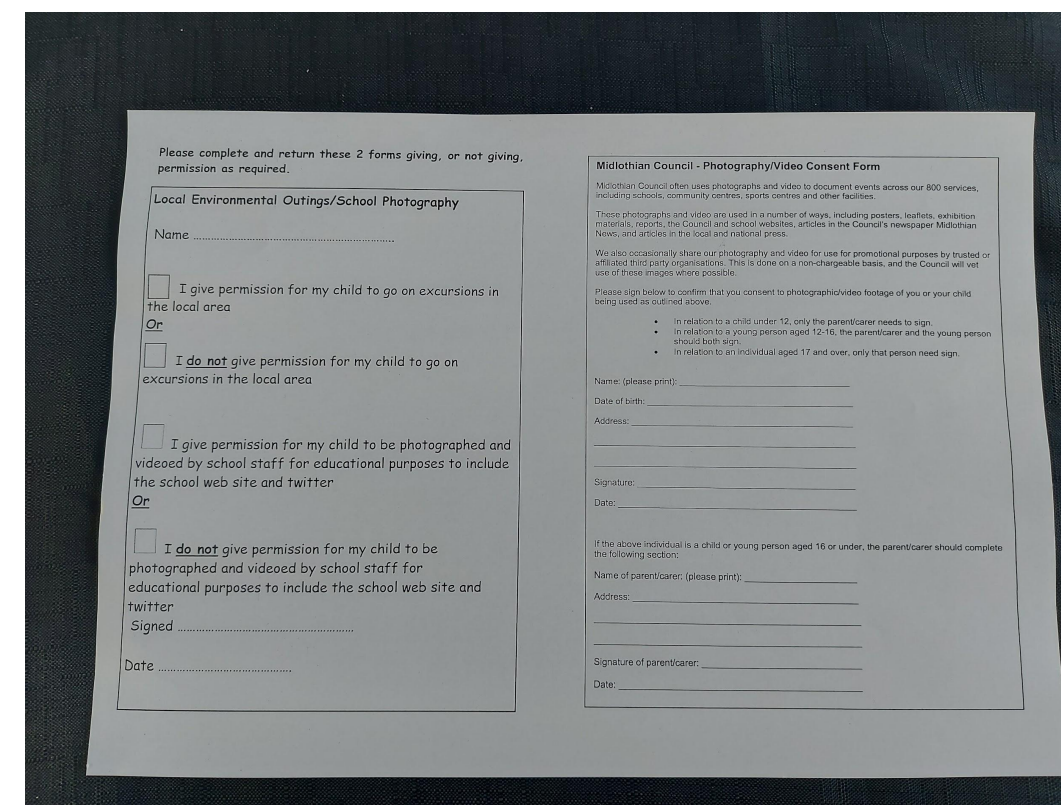 Please complete and return these 2 forms giving, or not giving,
permission as required.
Local Environmental Outings/School Photography
Name ........................................................
I give permission for my child to go on excursions in
the local area
Or
I do not give permission for my child to go on
excursions in the local area
I give permission for my child to be photographed and
videoed by school staff for educational purposes to include
the school web site and twitter
Or
I do not give permission for my child to be
photographed and videoed by school staff for
educational purposes to include the school web site and
twitter
Signed ........................................................
Date ...........................................
Midlothian Council - Photography/Video Consent Form
Midlothian Council often uses photographs and video to document events across our 800 services,
including schools, community centres, sports centres and other facilities.
These photographs and video are used in a number of ways, including posters, leaflets, exhibition
materials, reports, the Council and school websites, articles in the Council's newspaper Midlothian
News, and articles in the local and national press.
We also occasionally share our photography and video for use for promotional purposes by trusted or
affiliated third party organisations. This is done on a non-chargeable basis, and the Council will vet
use of these images where possible.
Please sign below to confirm that you consent to photographic/video footage of you or your child
being used as outlined above.
• In relation to a child under 12, only the parent/carer needs to sign.
• In relation to a young person aged 12-16, the parent/carer and the young person
should both sign.
• In relation to an individual aged 17 and over, only that person need sign.
Name: (please print): ______________________
Date of birth: ______________________
Address: ______________________
Signature: ______________________
Date: ______________________
If the above individual is a child or young person aged 16 or under, the parent/carer should complete
the following section:
Name of parent/carer: (please print): ______________________
Address: ______________________
Signature of parent/carer: ______________________
Date: ______________________